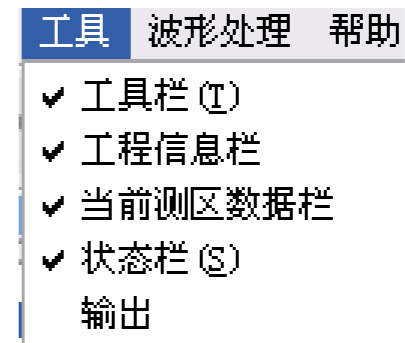 工具 波形处理 帮助
✓ 工具栏(T)
✓ 工程信息栏
✓ 当前测区数据栏
✓ 状态栏(S)
输出